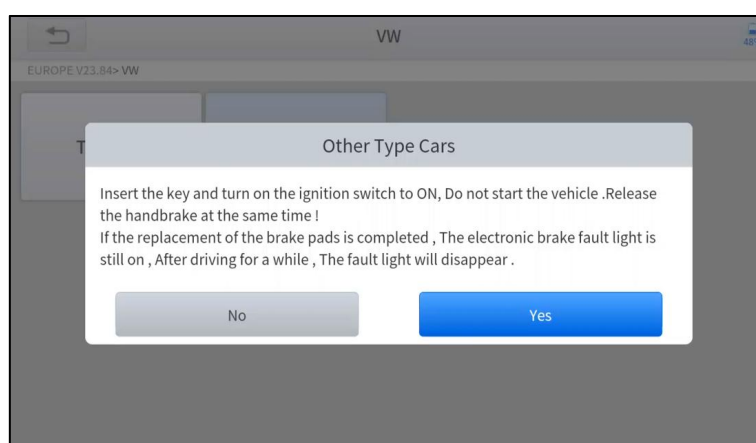 VW
48%
EUROPE V23.84> VW
T
Other Type Cars
Insert the key and turn on the ignition switch to ON, Do not start the vehicle .Release
the handbrake at the same time !
If the replacement of the brake pads is completed , The electronic brake fault light is
still on , After driving for a while , The fault light will disappear .
No
Yes